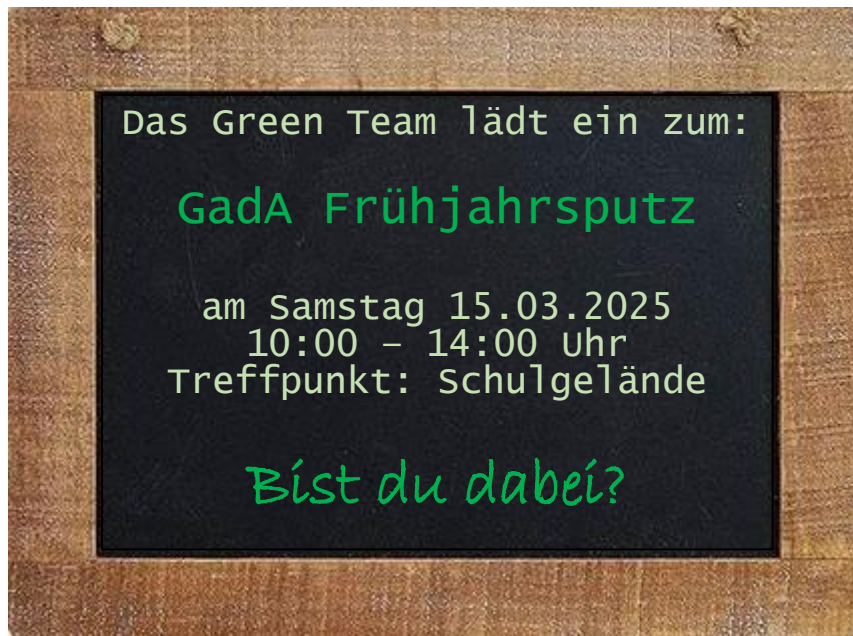 Das Green Team lädt ein zum:
GadA Frühjahrsputz
am Samstag 15.03.2025
10:00 – 14:00 Uhr
Treffpunkt: Schulgelände
Bist du dabei?